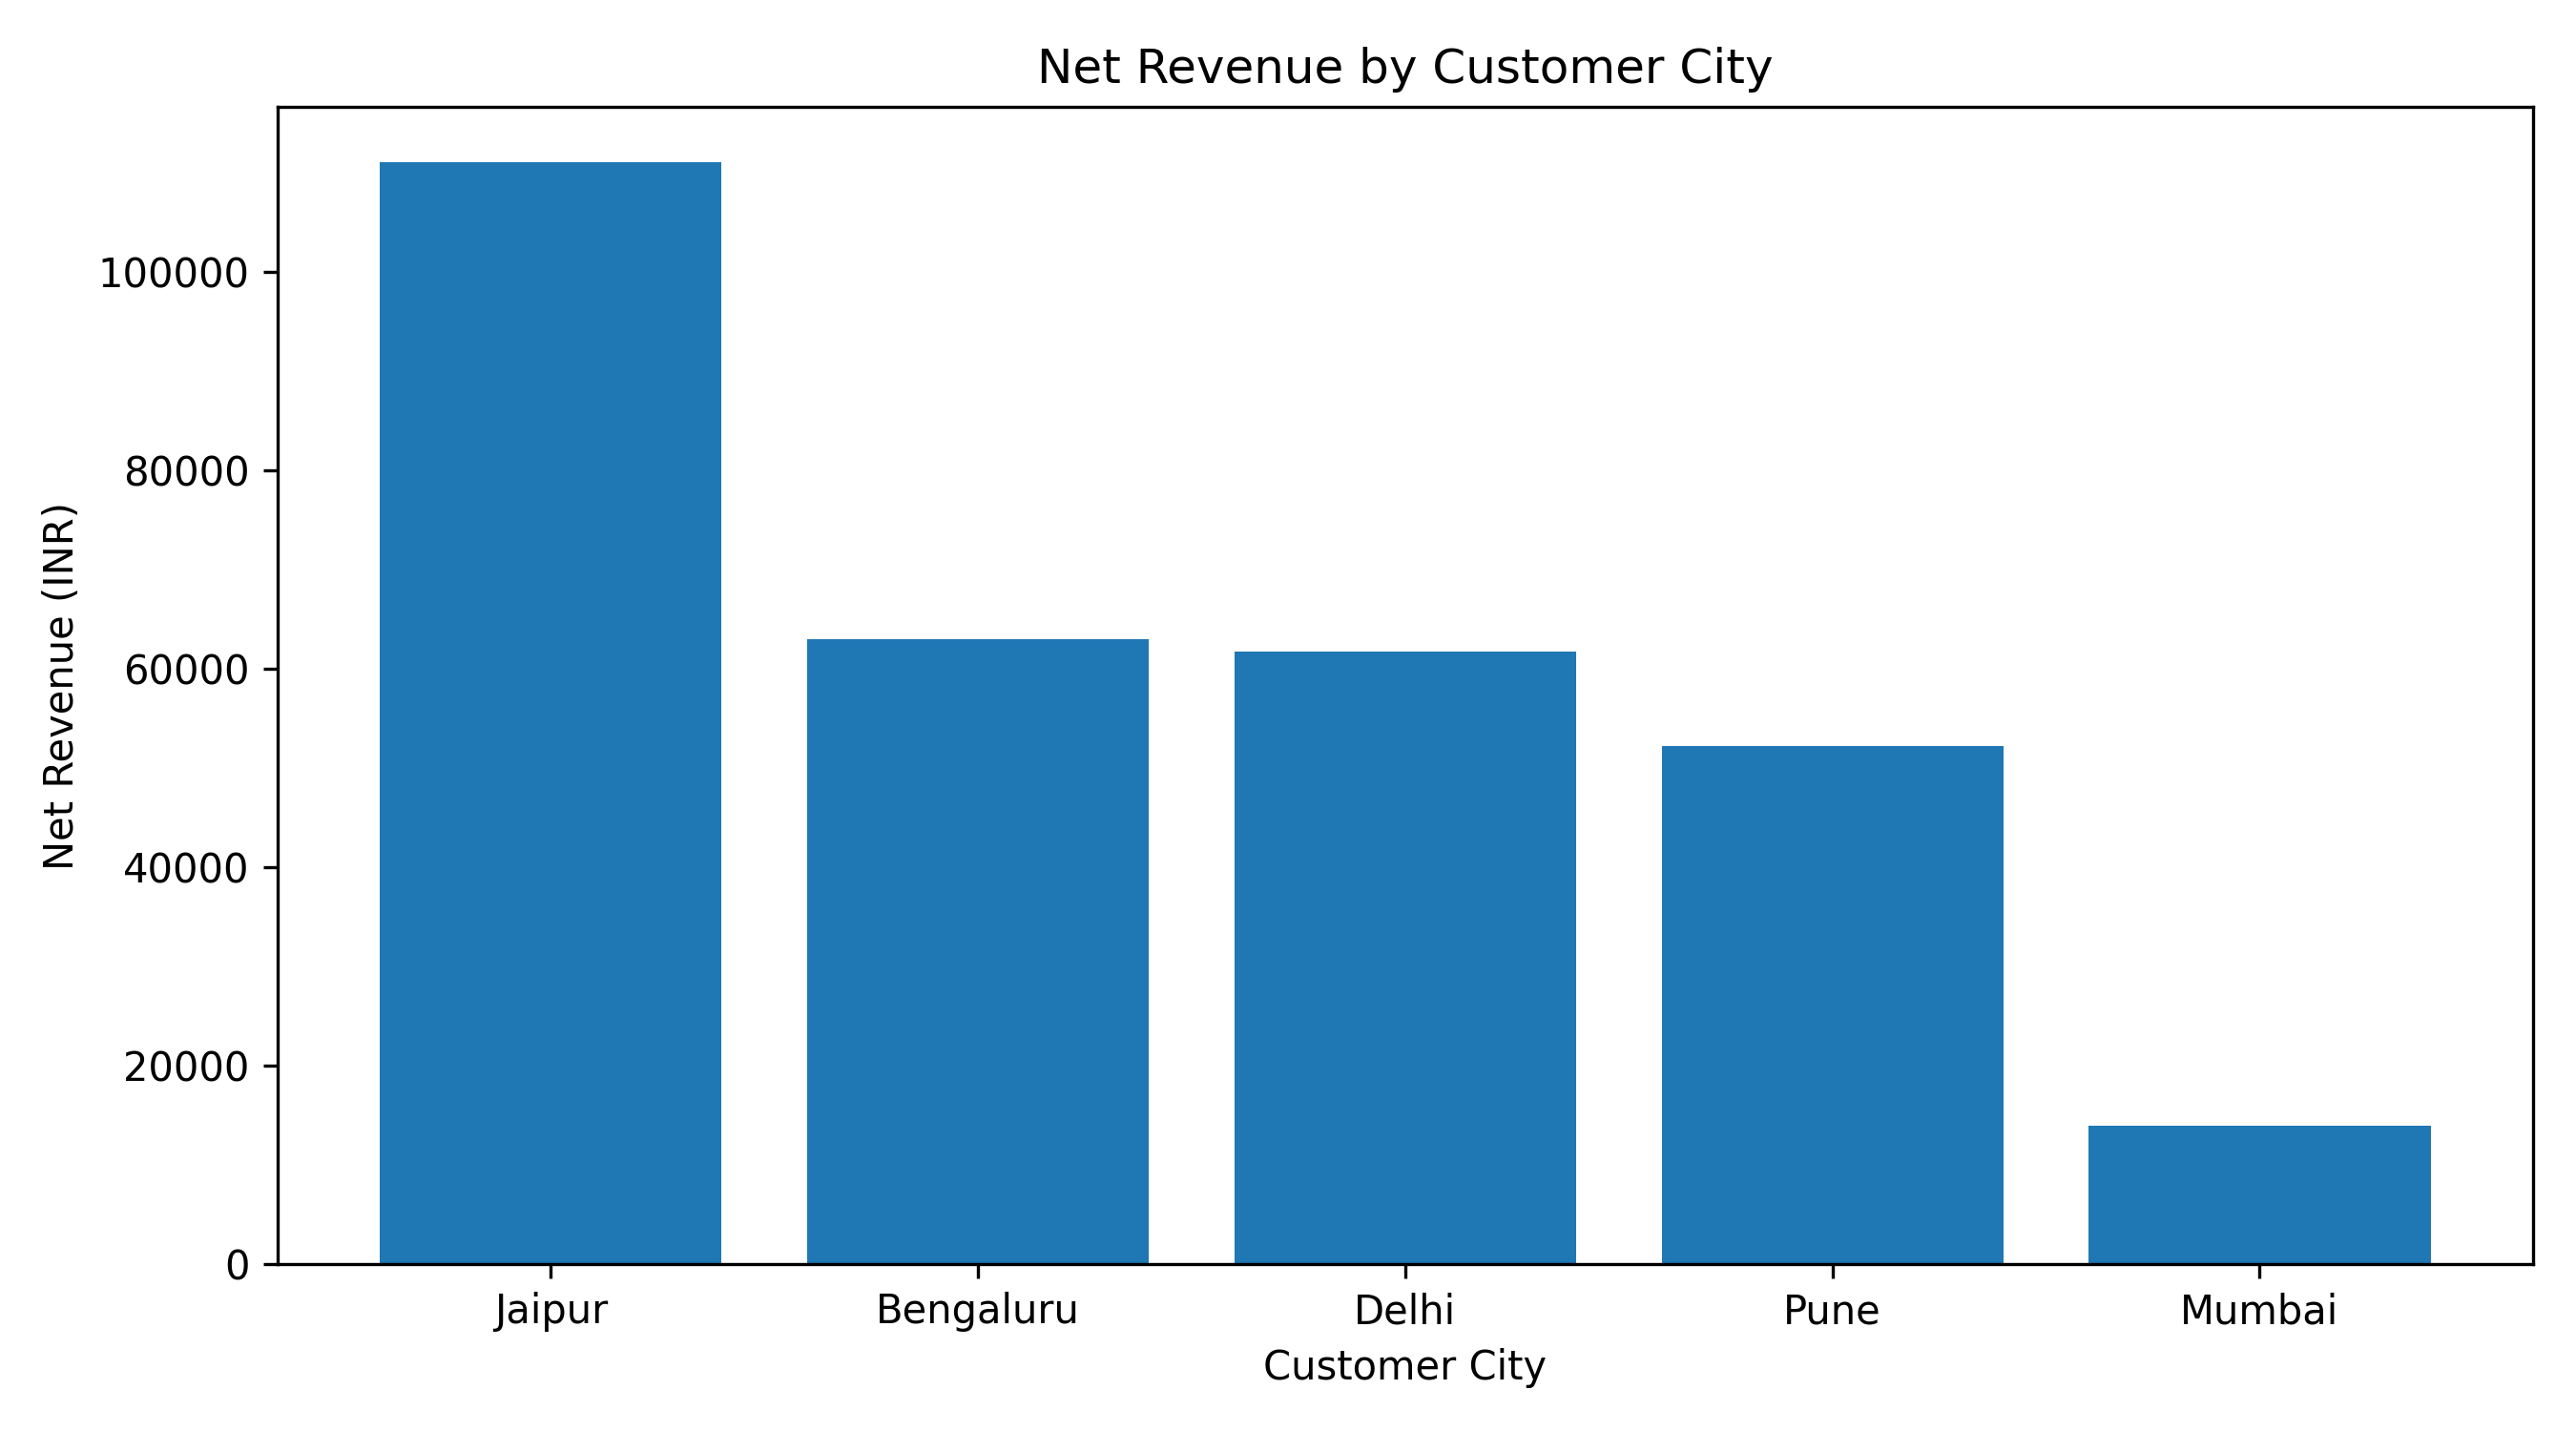 Net Revenue by Customer City
Net Revenue (INR)
100000
80000
60000
40000
20000
0
Jaipur Bengaluru Delhi Pune Mumbai
Customer City